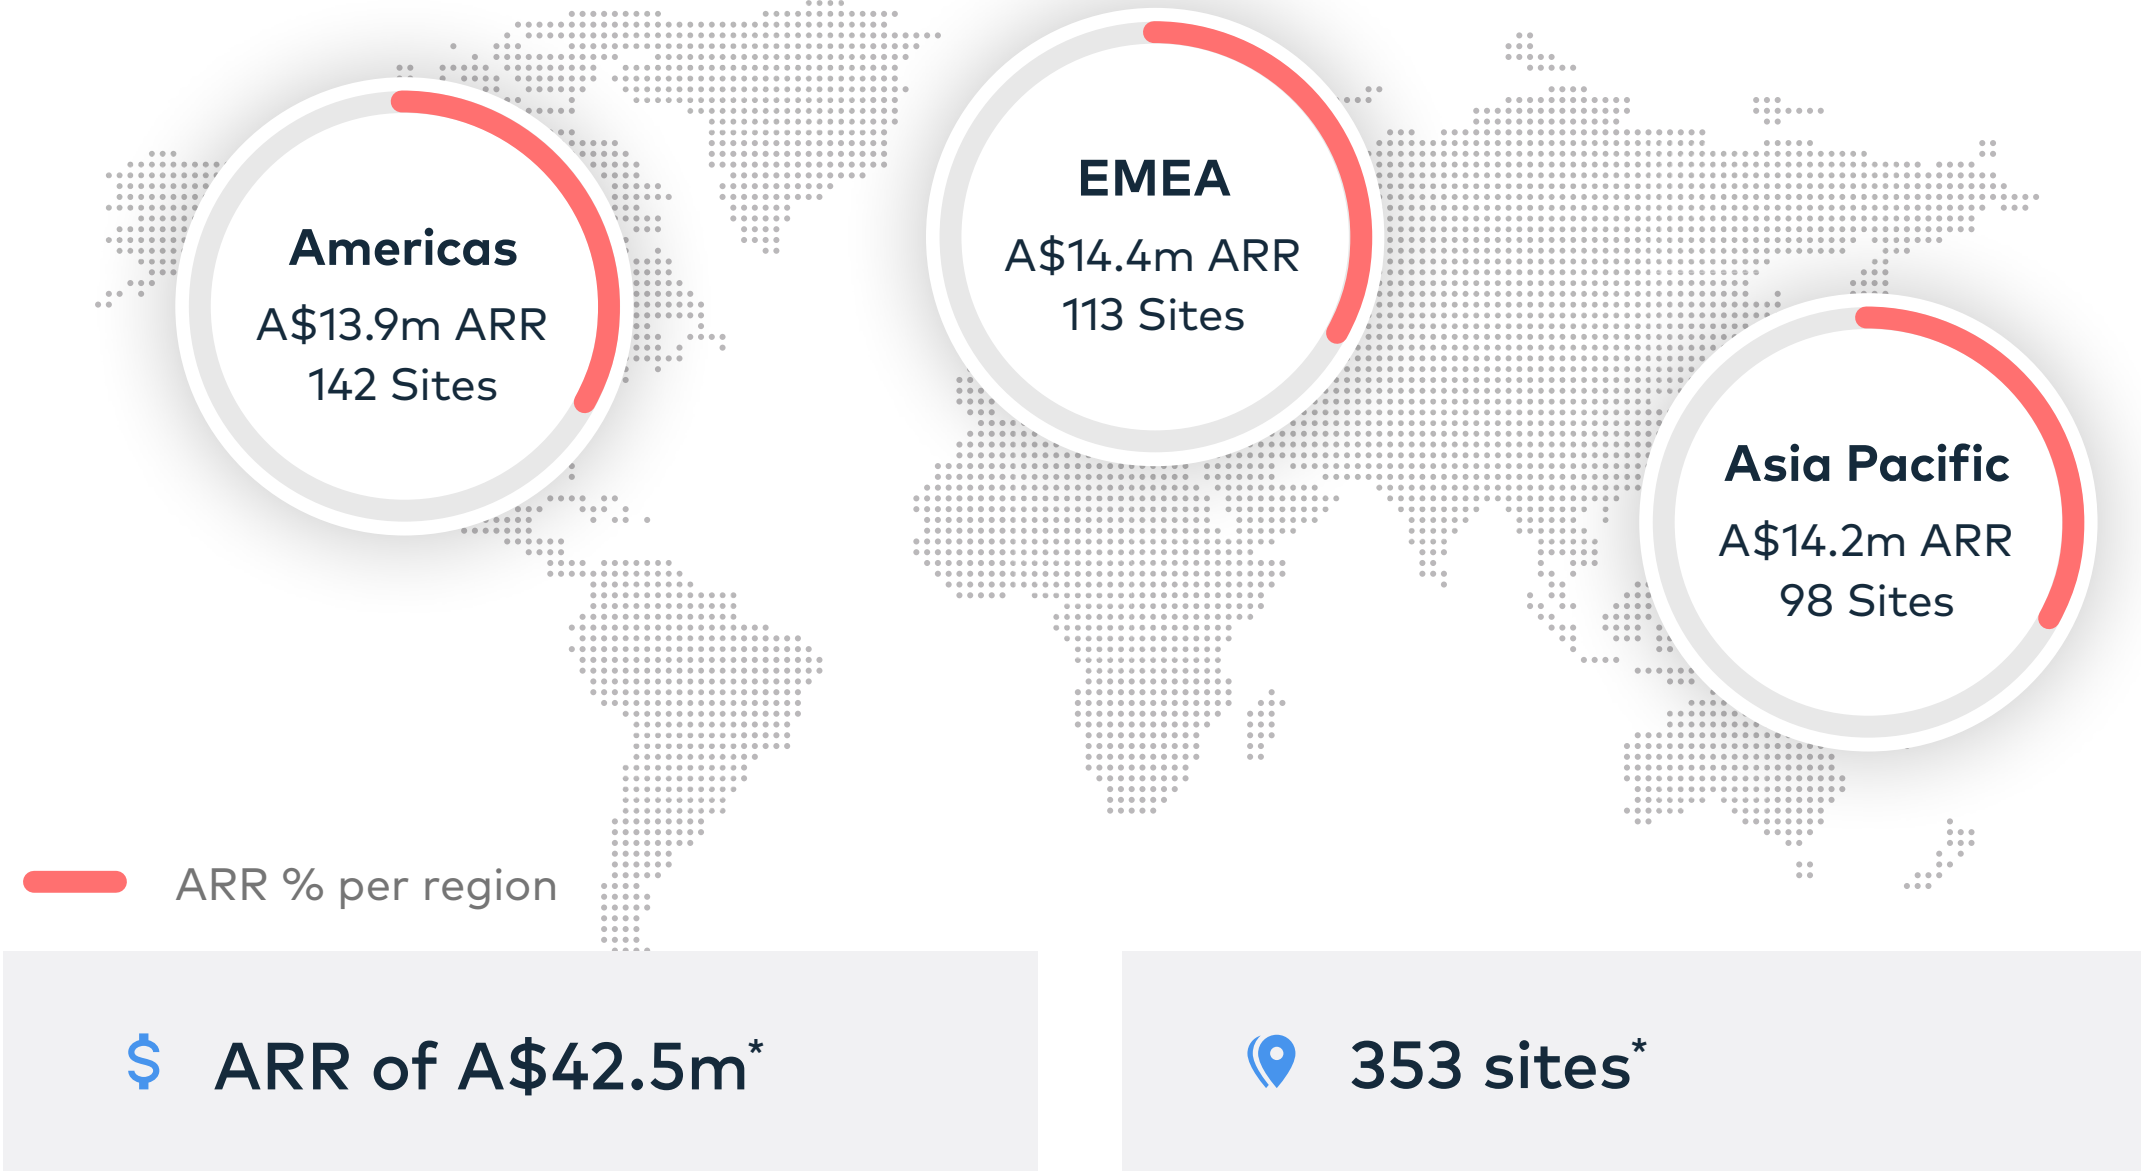 Americas
A$13.9m ARR
142 Sites
EMEA
A$14.4m ARR
113 Sites
Asia Pacific
A$14.2m ARR
98 Sites
ARR % per region
$ ARR of A$42.5m*
353 sites*